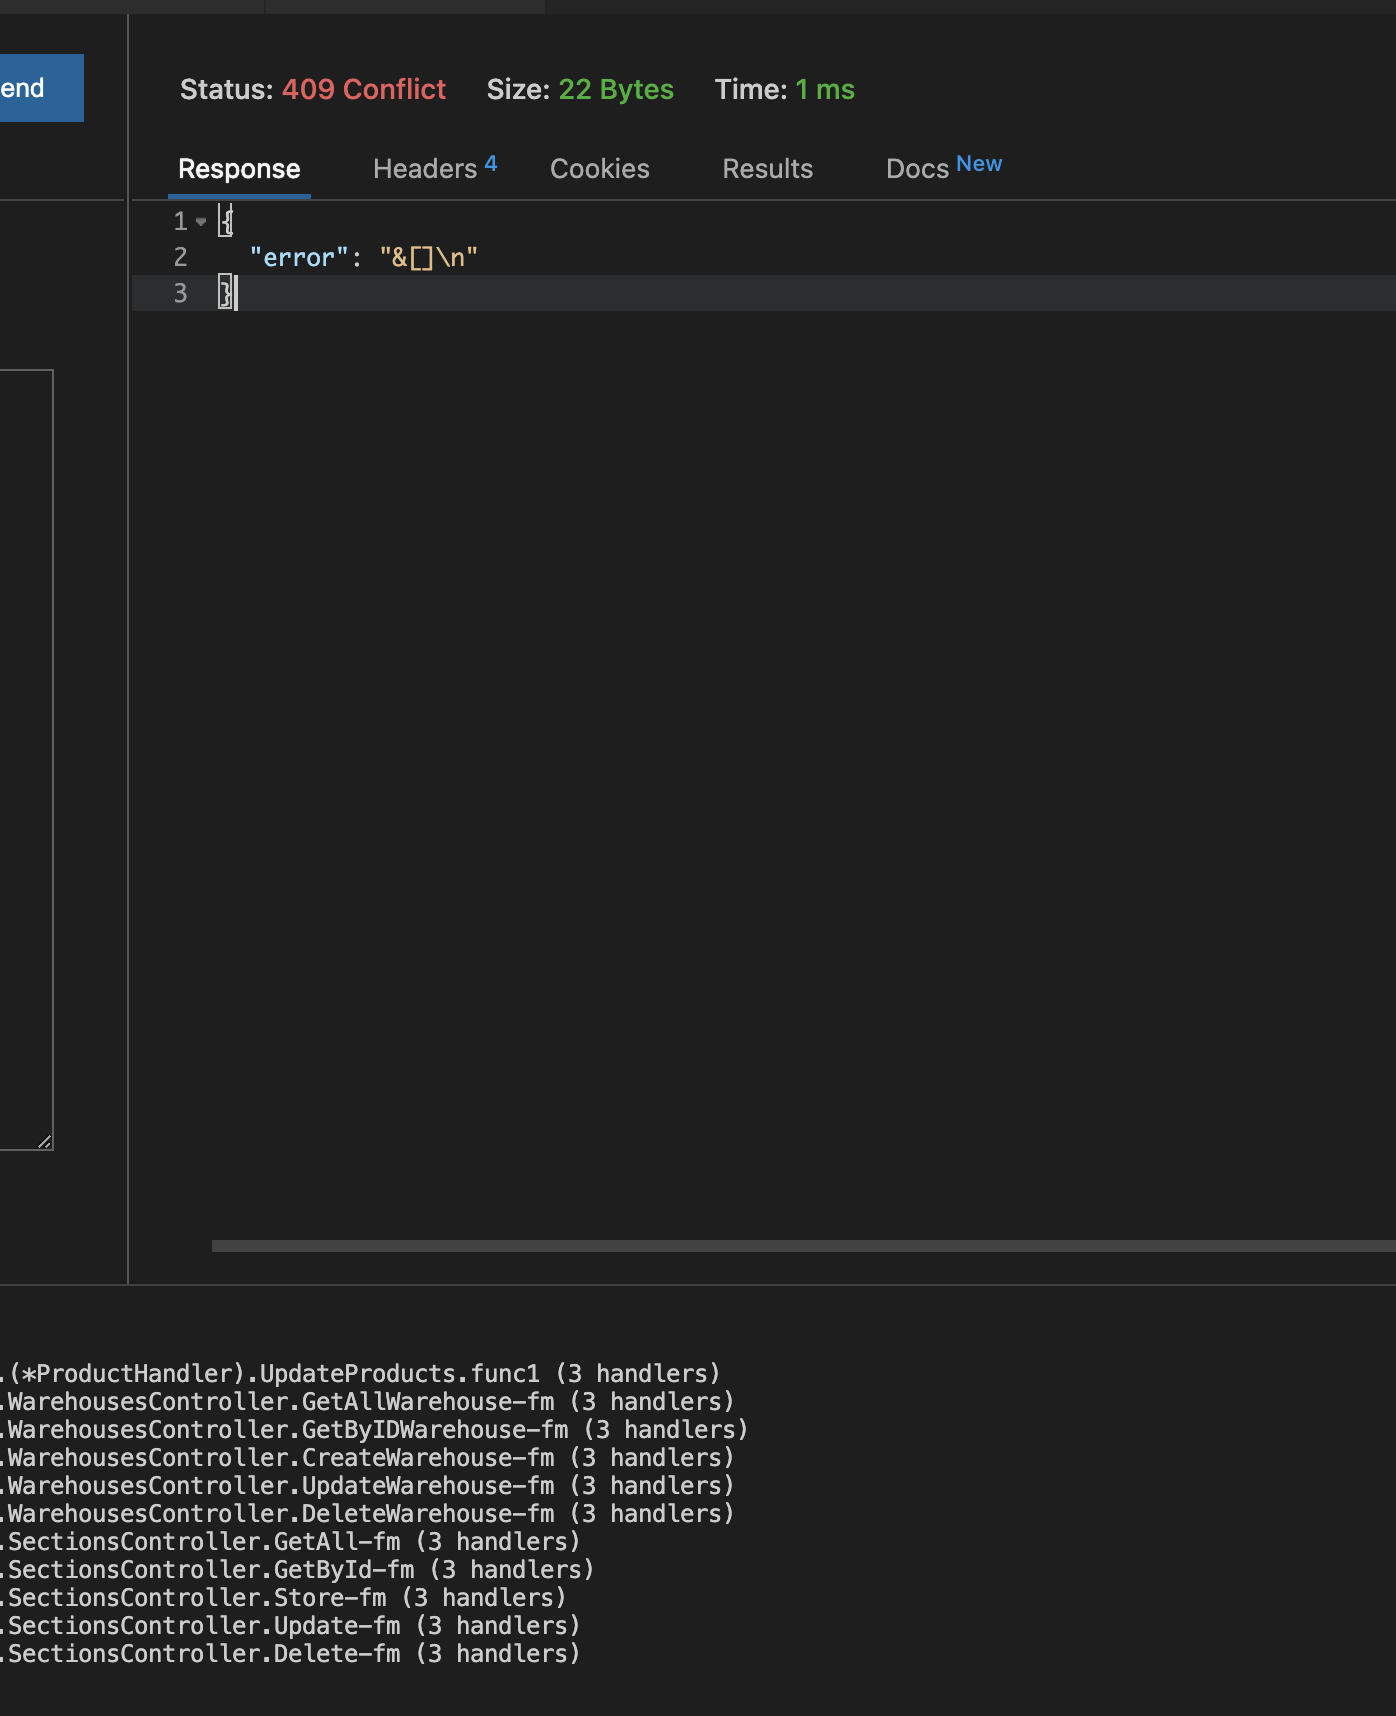 end
Status: 409 Conflict Size: 22 Bytes Time: 1 ms
Response Headers 4 Cookies Results Docs New
1 {
2 "error": "&[]\n"
3 }
.(*ProductHandler).UpdateProducts.func1 (3 handlers)
.WarehousesController.GetAllWarehouse-fm (3 handlers)
.WarehousesController.GetByIDWarehouse-fm (3 handlers)
.WarehousesController.CreateWarehouse-fm (3 handlers)
.WarehousesController.UpdateWarehouse-fm (3 handlers)
.WarehousesController.DeleteWarehouse-fm (3 handlers)
.SectionsController.GetAll-fm (3 handlers)
.SectionsController.GetById-fm (3 handlers)
.SectionsController.Store-fm (3 handlers)
.SectionsController.Update-fm (3 handlers)
.SectionsController.Delete-fm (3 handlers)